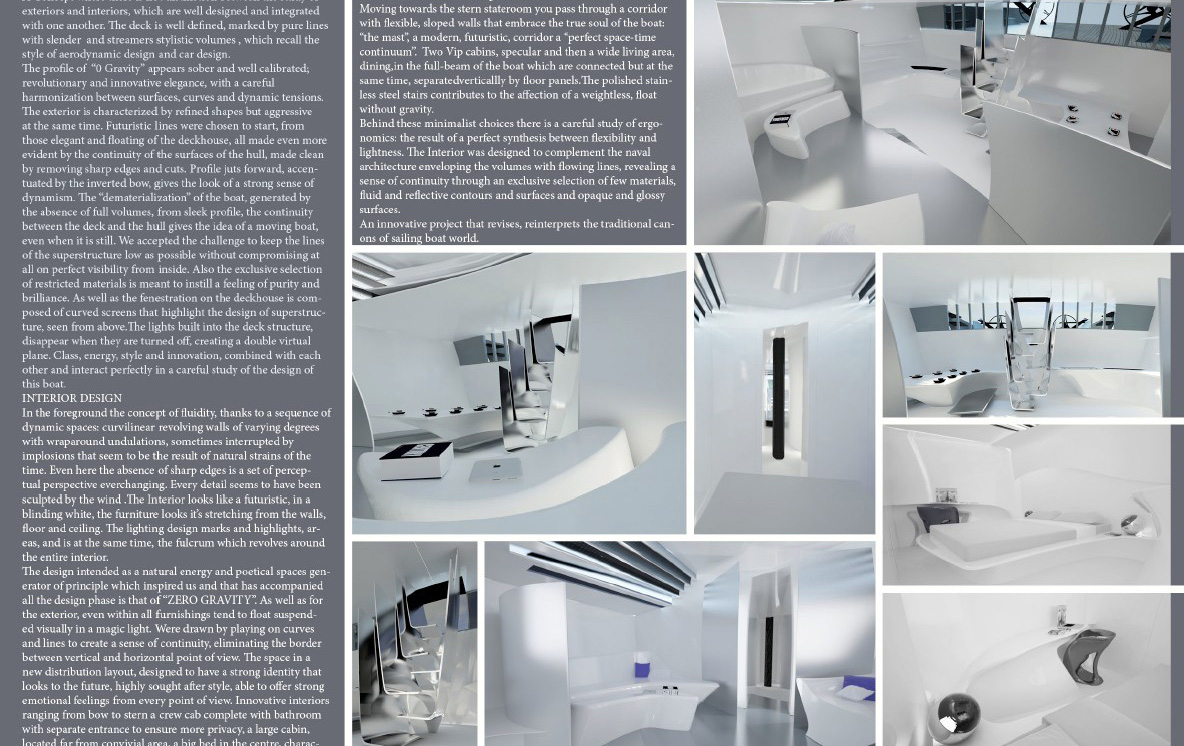 exteriors and interiors, which are well designed and integrated
with one another. The deck is well defined, marked by pure lines
with slender and streamers stylistic volumes , which recall the
style of aerodynamic design and car design.
The profile of "0 Gravity" appears sober and well calibrated;
revolutionary and innovative elegance, with a careful
harmonization between surfaces, curves and dynamic tensions.
The exterior is characterized by refined shapes but aggressive
at the same time. Futuristic lines were chosen to start, from
those elegant and floating of the deckhouse, all made even more
evident by the continuity of the surfaces of the hull, made clean
by removing sharp edges and cuts. Profile juts forward, accen-
tuated by the inverted bow, gives the look of a strong sense of
dynamism. The "dematerialization" of the boat, generated by
the absence of full volumes, from sleek profile, the continuity
between the deck and the hull gives the idea of a moving boat,
even when it is still. We accepted the challenge to keep the lines
of the superstructure low as possible without compromising at
all on perfect visibility from inside. Also the exclusive selection
of restricted materials is meant to instill a feeling of purity and
brilliance. As well as the fenestration on the deckhouse is com-
posed of curved screens that highlight the design of superstruc-
ture, seen from above.The lights built into the deck structure,
disappear when they are turned off, creating a double virtual
plane. Class, energy, style and innovation, combined with each
other and interact perfectly in a careful study of the design of
this boat.
INTERIOR DESIGN
In the foreground the concept of fluidity, thanks to a sequence of
dynamic spaces: curvilinear revolving walls of varying degrees
with wraparound undulations, sometimes interrupted by
implosions that seem to be the result of natural strains of the
time. Even here the absence of sharp edges is a set of percep-
tual perspective everchanging. Every detail seems to have been
sculpted by the wind .The Interior looks like a futuristic, in a
blinding white, the furniture looks it's stretching from the walls,
floor and ceiling. The lighting design marks and highlights, ar-
eas, and is at the same time, the fulcrum which revolves around
the entire interior.
The design intended as a natural energy and poetical spaces gen-
erator of principle which inspired us and that has accompanied
all the design phase is that of "ZERO GRAVITY". As well as for
the exterior, even within all furnishings tend to float suspend-
ed visually in a magic light. Were drawn by playing on curves
and lines to create a sense of continuity, eliminating the border
between vertical and horizontal point of view. The space in a
new distribution layout, designed to have a strong identity that
looks to the future, highly sought after style, able to offer strong
emotional feelings from every point of view. Innovative interiors
ranging from bow to stern a crew cab complete with bathroom
with separate entrance to ensure more privacy, a large cabin,
located far from convivial area, a big bed in the centre, charac-
Moving towards the stern stateroom you pass through a corridor
with flexible, sloped walls that embrace the true soul of the boat:
"the mast", a modern, futuristic, corridor a "perfect space-time
continuum". Two Vip cabins, specular and then a wide living area,
dining,in the full-beam of the boat which are connected but at the
same time, separatedverticallly by floor panels.The polished stain-
less steel stairs contributes to the affection of a weightless, float
without gravity.
Behind these minimalist choices there is a careful study of ergo-
nomics: the result of a perfect synthesis between flexibility and
lightness. The Interior was designed to complement the naval
architecture enveloping the volumes with flowing lines, revealing a
sense of continuity through an exclusive selection of few materials,
fluid and reflective contours and surfaces and opaque and glossy
surfaces.
An innovative project that revises, reinterprets the traditional can-
ons of sailing boat world.